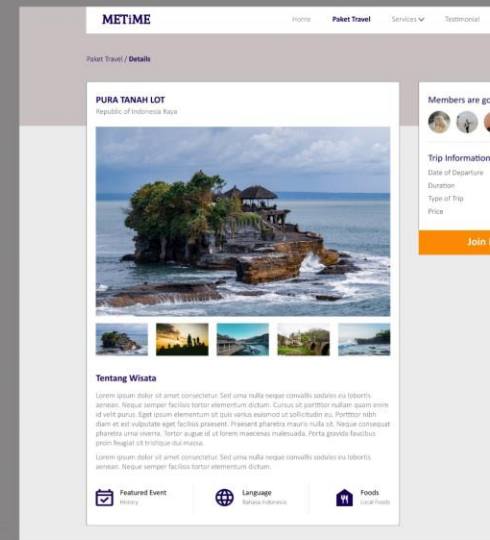 METiME
Home Paket Travel Services Testimonial
Paket Travel / Details
PURA TANAH LOT
Republic of Indonesia Raya
Tentang Wisata
Lorem ipsum dolor sit amet consectetur. Sed urna nulla neque convallis sodales eu lobortis
aenean. Neque semper facilisis tortor elementum dictum. Cursus sit porttitor nullam quam enim
id velit purus. Eget ipsum elementum sit quis varius euismod ut sollicitudin eu. Porttitor nibh
diam et est vulputate eget facilisis praesent. Praesent pharetra mauris nulla sit. Neque consequat
pharetra urna viverra. Tortor augue id ut lorem maecenas malesuada. Porta gravida faucibus
proin feugiat sit tristique dui massa.
Lorem ipsum dolor sit amet consectetur. Sed urna nulla neque convallis sodales eu lobortis
aenean. Neque semper facilisis tortor elementum dictum.
Featured Event
History
Language
Bahasa Indonesia
Foods
Local Foods
Members are go
Trip Information
Date of Departure
Duration
Type of Trip
Price
Join